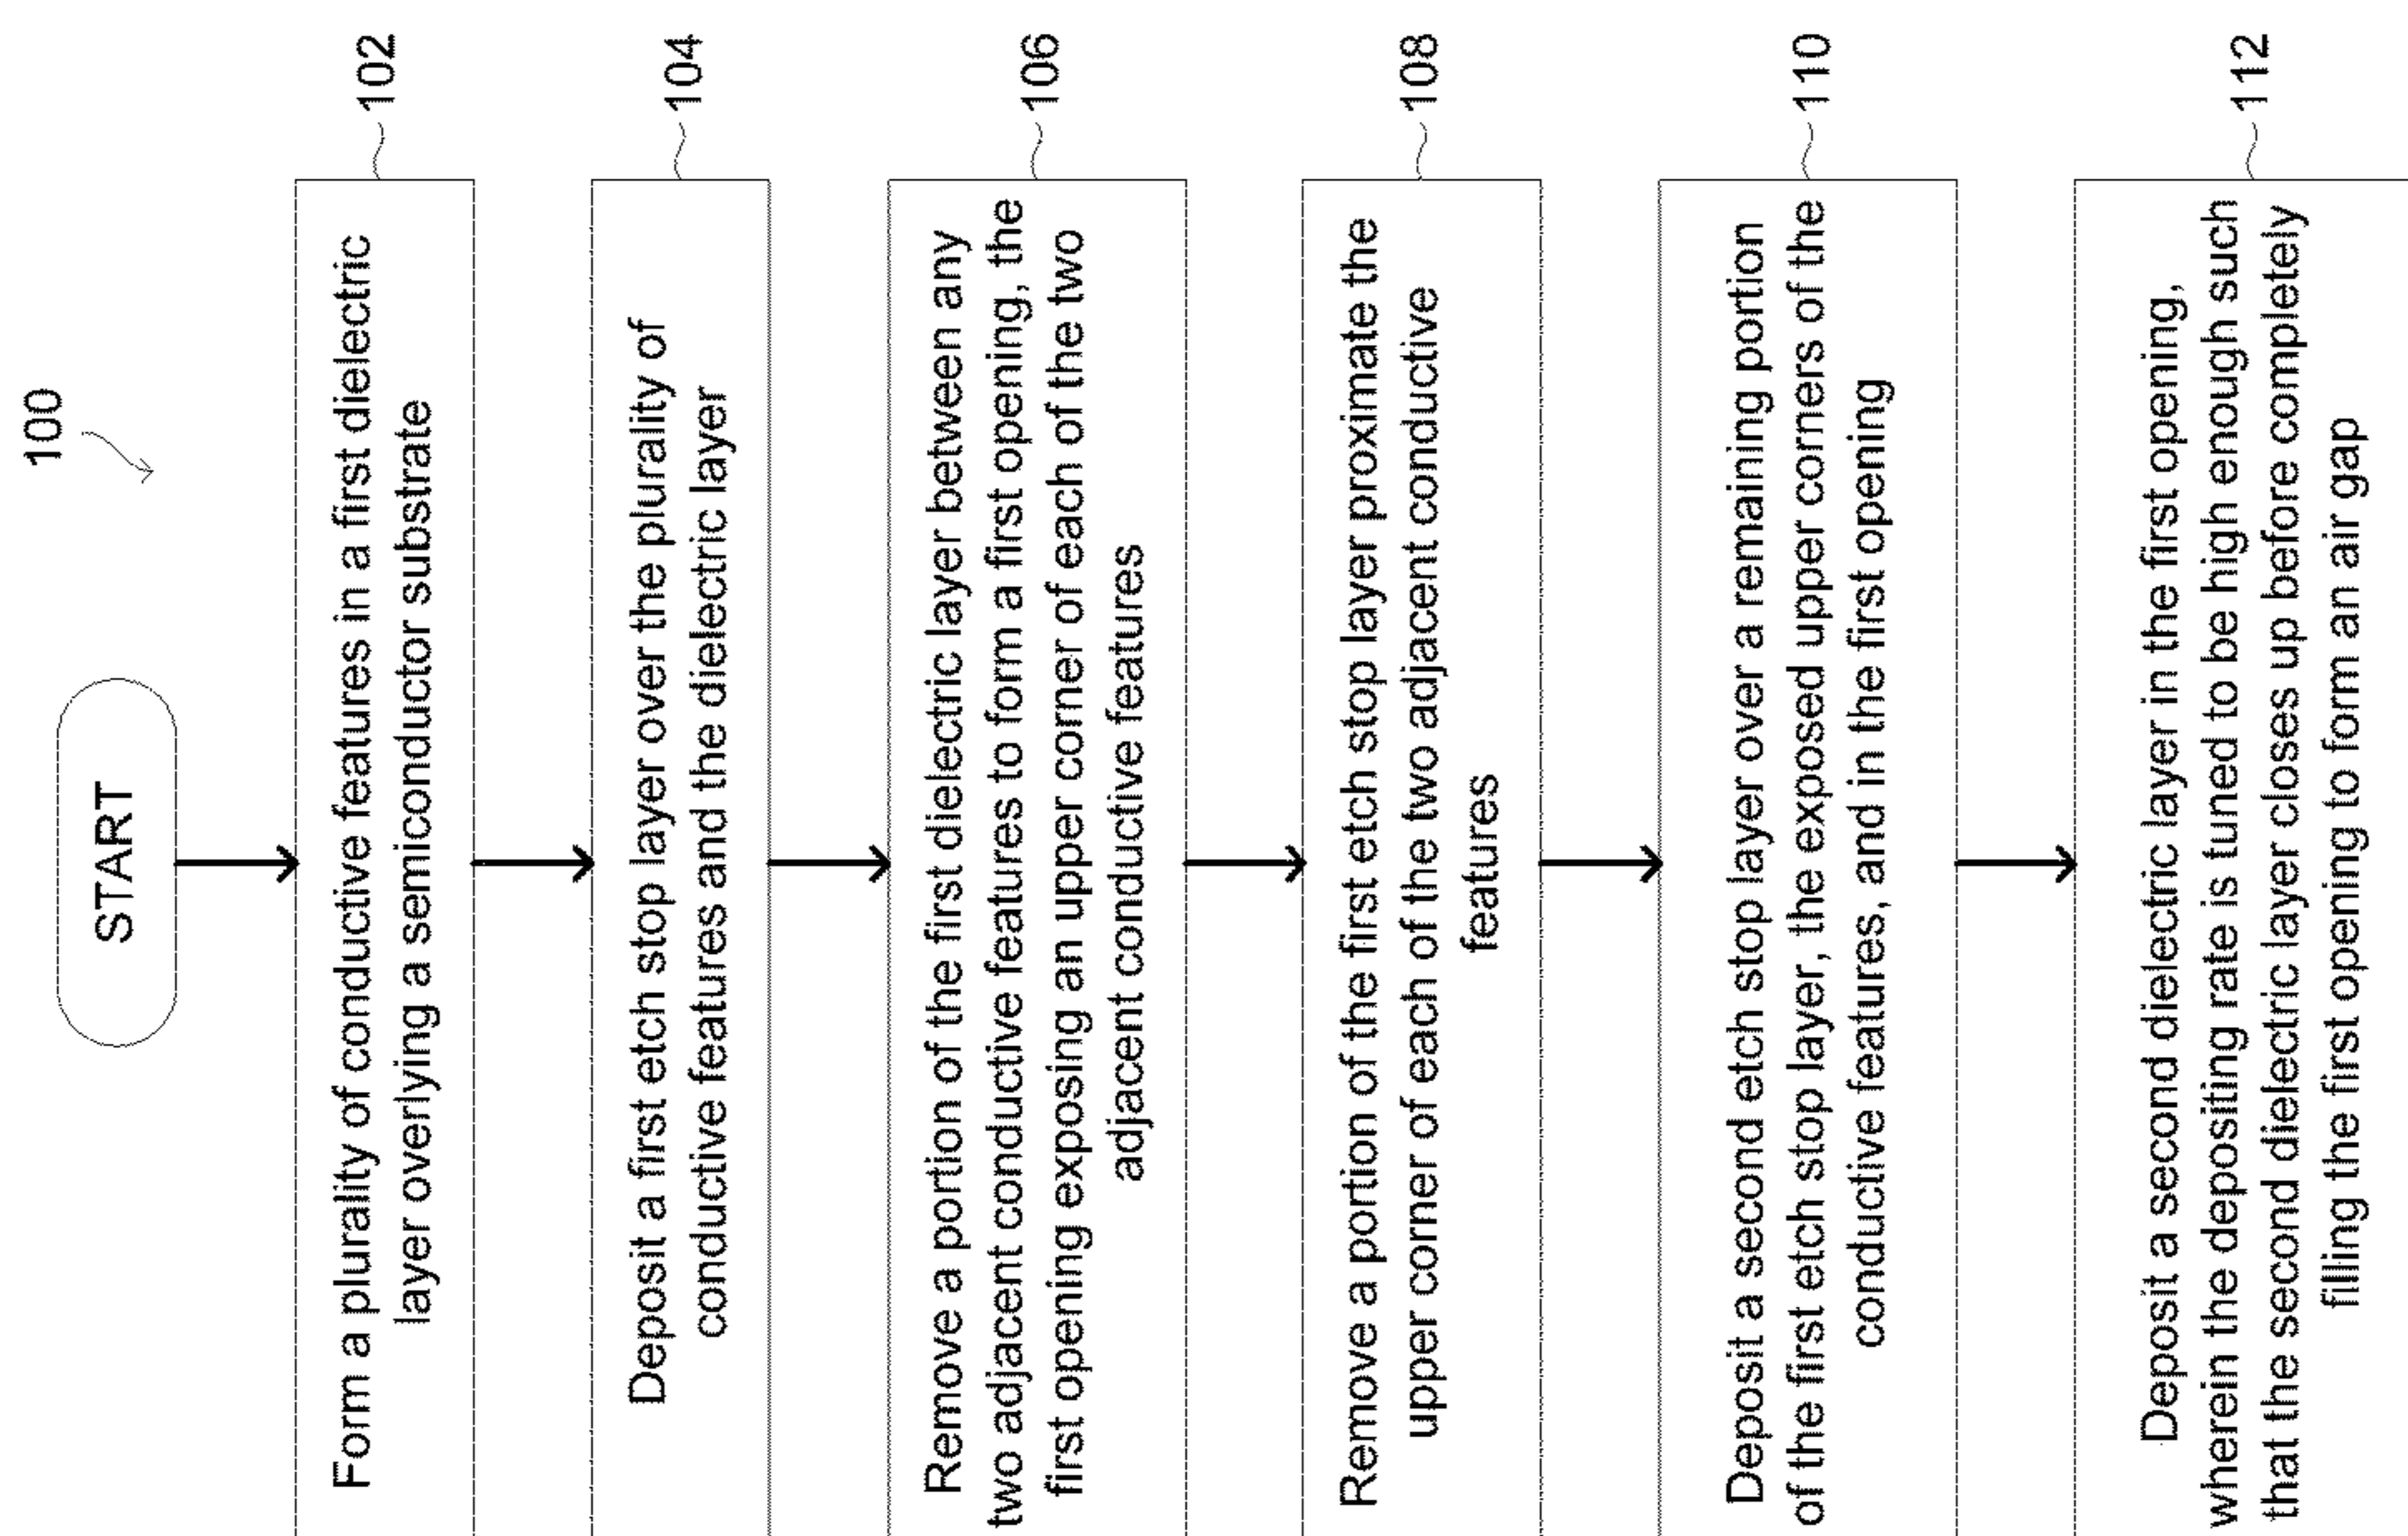 100
START
Form a plurality of conductive features in a first dielectric
layer overlying a semiconductor substrate
102
Deposit a first etch stop layer over the plurality of
conductive features and the dielectric layer
104
Remove a portion of the first dielectric layer between any
two adjacent conductive features to form a first opening, the
first opening exposing an upper corner of each of the two
adjacent conductive features
106
Remove a portion of the first etch stop layer proximate the
upper corner of each of the two adjacent conductive
features
108
Deposit a second etch stop layer over a remaining portion
of the first etch stop layer, the exposed upper corners of the
conductive features, and in the first opening
110
Deposit a second dielectric layer in the first opening,
wherein the depositing rate is tuned to be high enough such
that the second dielectric layer closes up before completely
filling the first opening to form an air gap
112